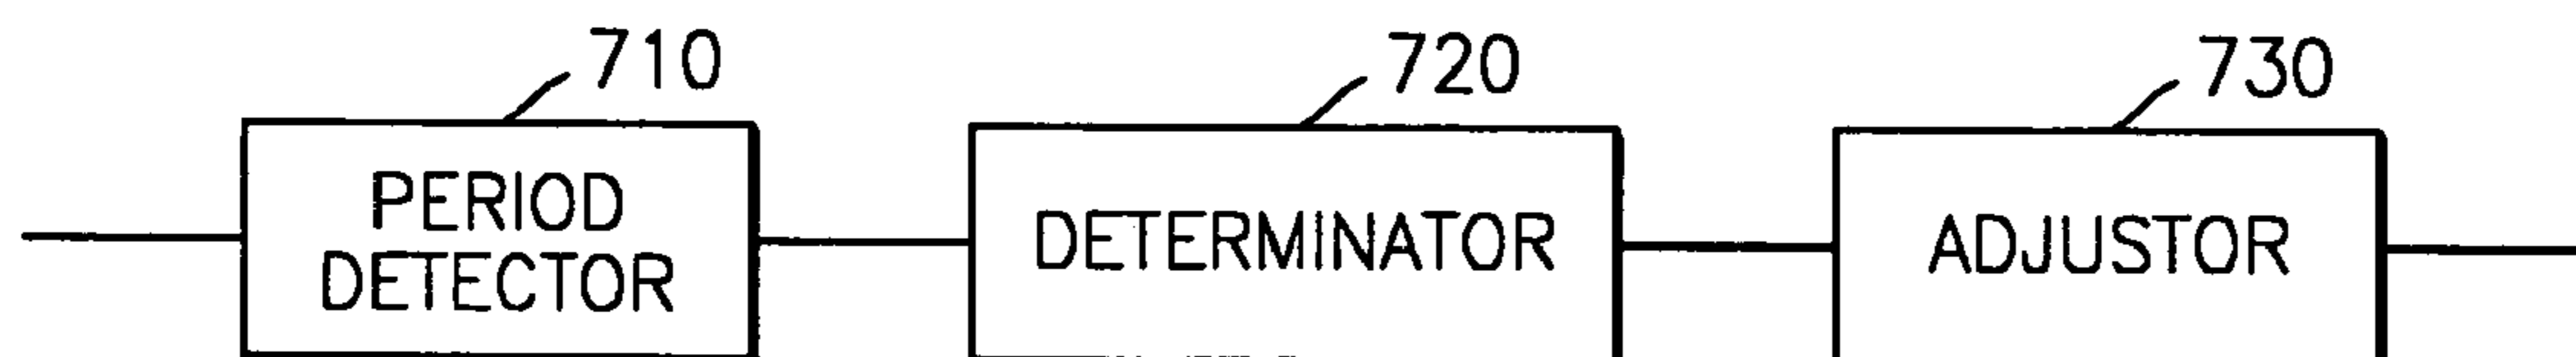 710
720
730
PERIOD
DETECTOR
DETERMINATOR
ADJUSTOR